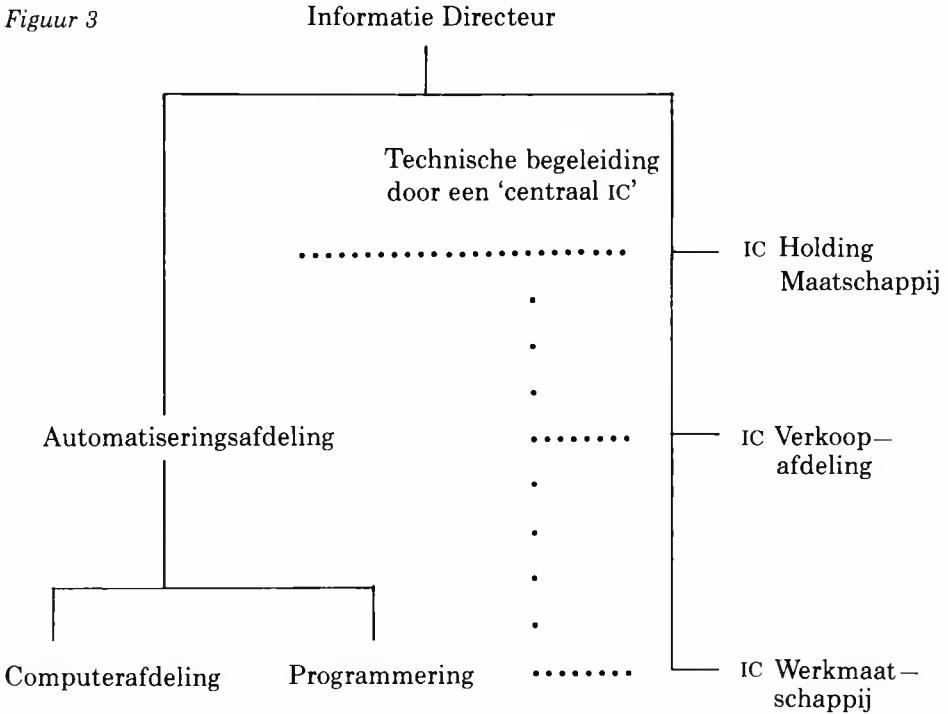 Figuur 3
Informatie Directeur
Technische begeleiding
door een ‘centraal IC’
IC Holding
Maatschappij
Automatiseringsafdeling
IC Verkoop–
afdeling
Computerafdeling
Programmering
IC Werkmaat–
schappij